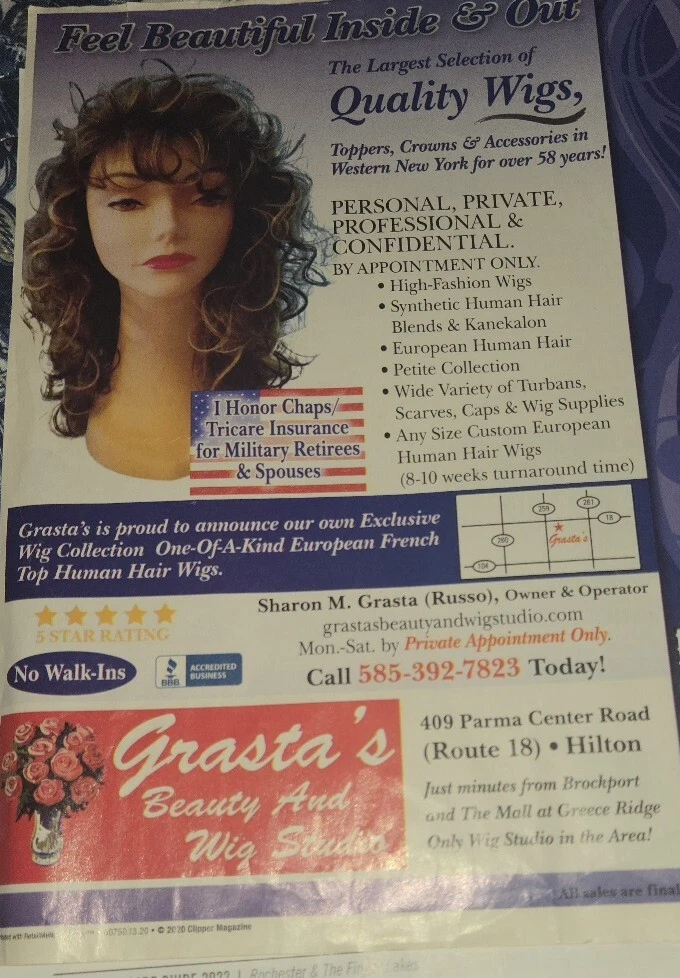 Feel Beautiful Inside & Out
The Largest Selection of
Quality Wigs,
Toppers, Crowns & Accessories in
Western New York for over 58 years!
PERSONAL, PRIVATE,
PROFESSIONAL &
CONFIDENTIAL.
BY APPOINTMENT ONLY.
• High-Fashion Wigs
• Synthetic Human Hair
Blends & Kanekalon
• European Human Hair
• Petite Collection
• Wide Variety of Turbans,
Scarves, Caps & Wig Supplies
• Any Size Custom European
Human Hair Wigs
(8-10 weeks turnaround time)
I Honor Chaps/
Tricare Insurance
for Military Retirees
& Spouses
Grasta's is proud to announce our own Exclusive
Wig Collection One-Of-A-Kind European French
Top Human Hair Wigs.
259
261
18
260
Grasta's
104
Sharon M. Grasta (Russo), Owner & Operator
grastasbeautyandwigstudio.com
Mon.-Sat. by Private Appointment Only.
Call 585-392-7823 Today!
5 STAR RATING
No Walk-Ins
BBB
ACCREDITED
BUSINESS
Grasta's
Beauty And
Wig Studio
409 Parma Center Road
(Route 18) • Hilton
Just minutes from Brockport
and The Mall at Greece Ridge
Only Wig Studio in the Area!
All sales are final
© 2020 Clipper Magazine
GUIDE 2022 | Rochester & The Finger Lakes